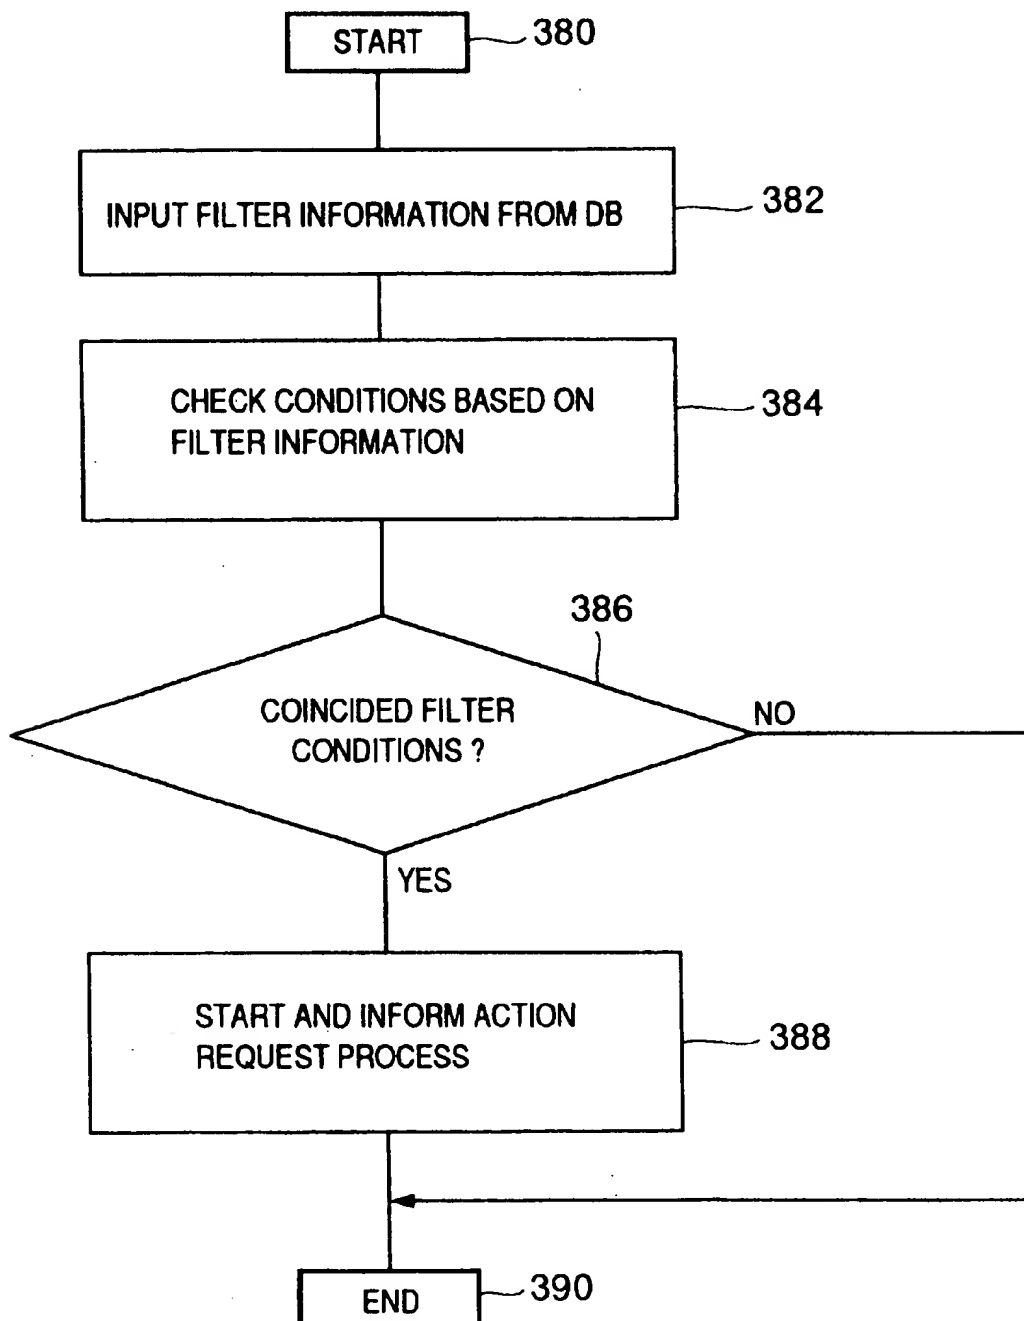 START
380
INPUT FILTER INFORMATION FROM DB
382
CHECK CONDITIONS BASED ON
FILTER INFORMATION
384
386
COINCIDED FILTER
CONDITIONS ?
NO
YES
START AND INFORM ACTION
REQUEST PROCESS
388
END
390